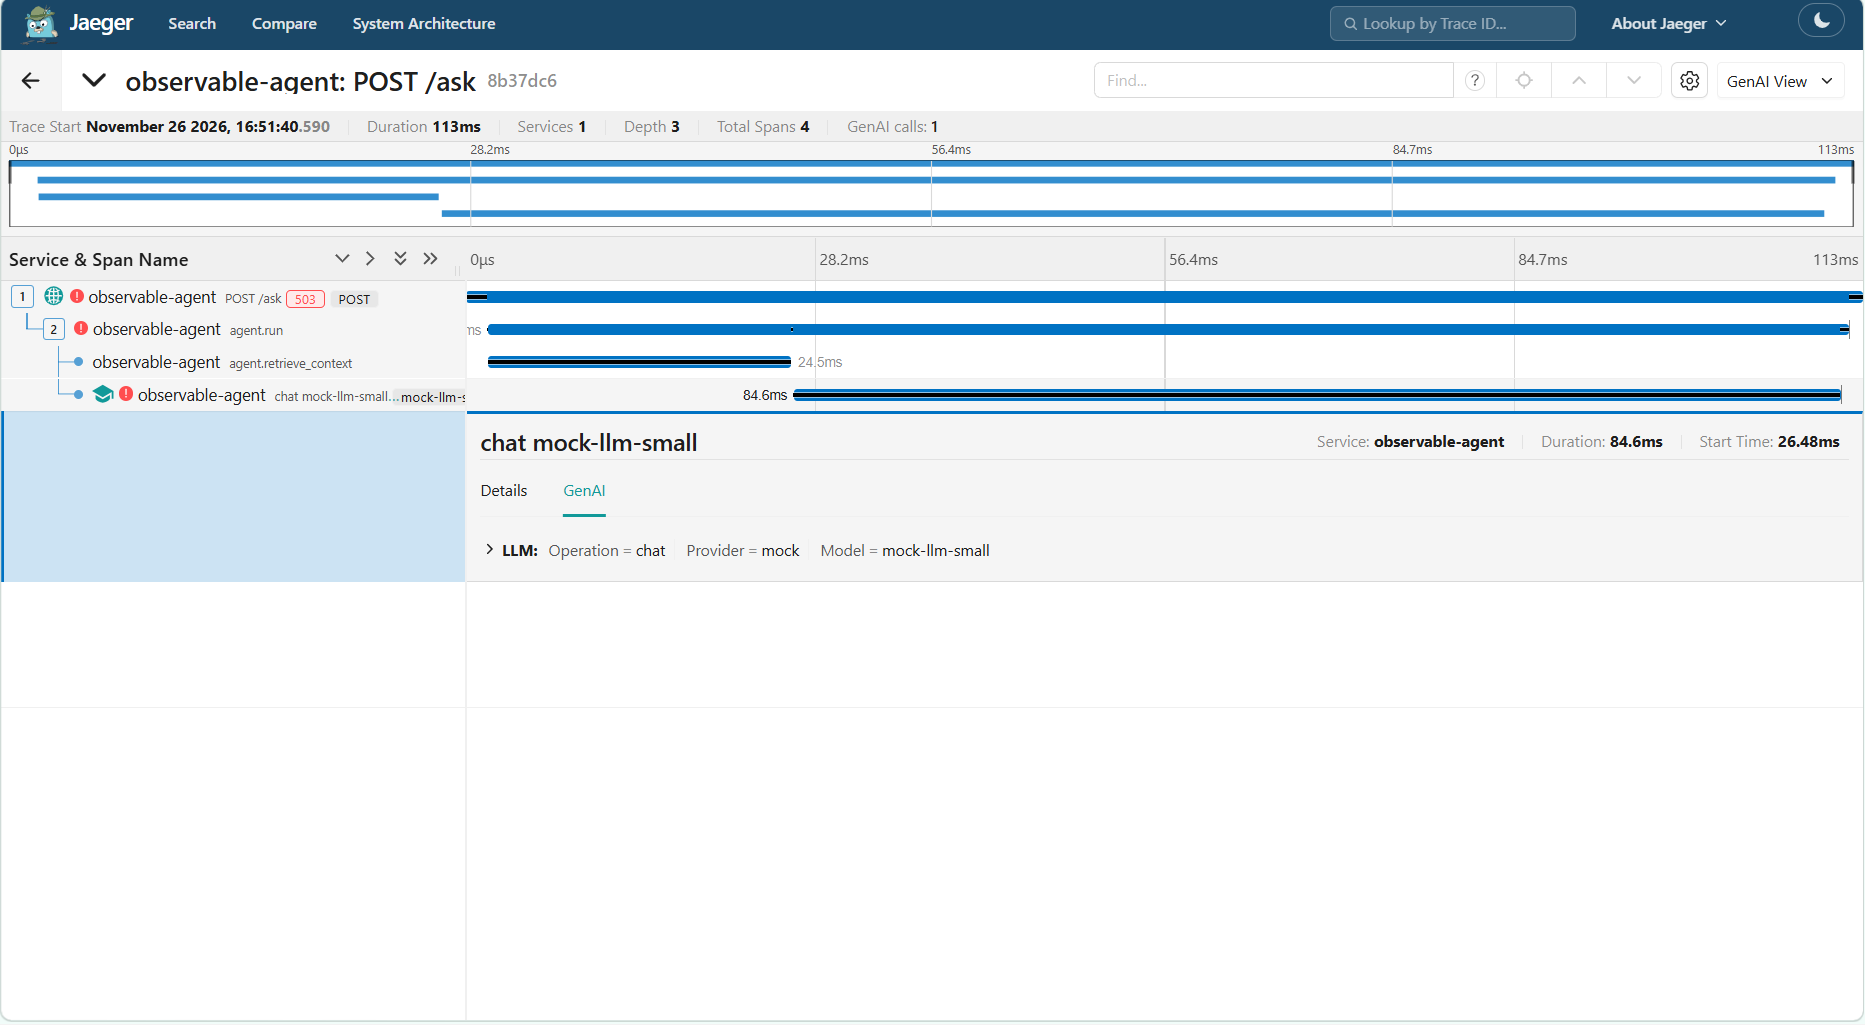 Jaeger Search Compare System Architecture Lookup by Trace ID... About Jaeger
observable-agent: POST /ask 8b37dc6 Find... ? GenAI View
Trace Start November 26 2026, 16:51:40.590 Duration 113ms Services 1 Depth 3 Total Spans 4 GenAI calls: 1
0μs 28.2ms 56.4ms 84.7ms 113ms
Service & Span Name 0μs 28.2ms 56.4ms 84.7ms 113ms
1 observable-agent POST /ask 503 POST
2 observable-agent agent.run ms
observable-agent agent.retrieve_context 24.5ms
observable-agent chat mock-llm-small... mock-llm-s 84.6ms
chat mock-llm-small Service: observable-agent Duration: 84.6ms Start Time: 26.48ms
Details GenAI
LLM: Operation = chat Provider = mock Model = mock-llm-small